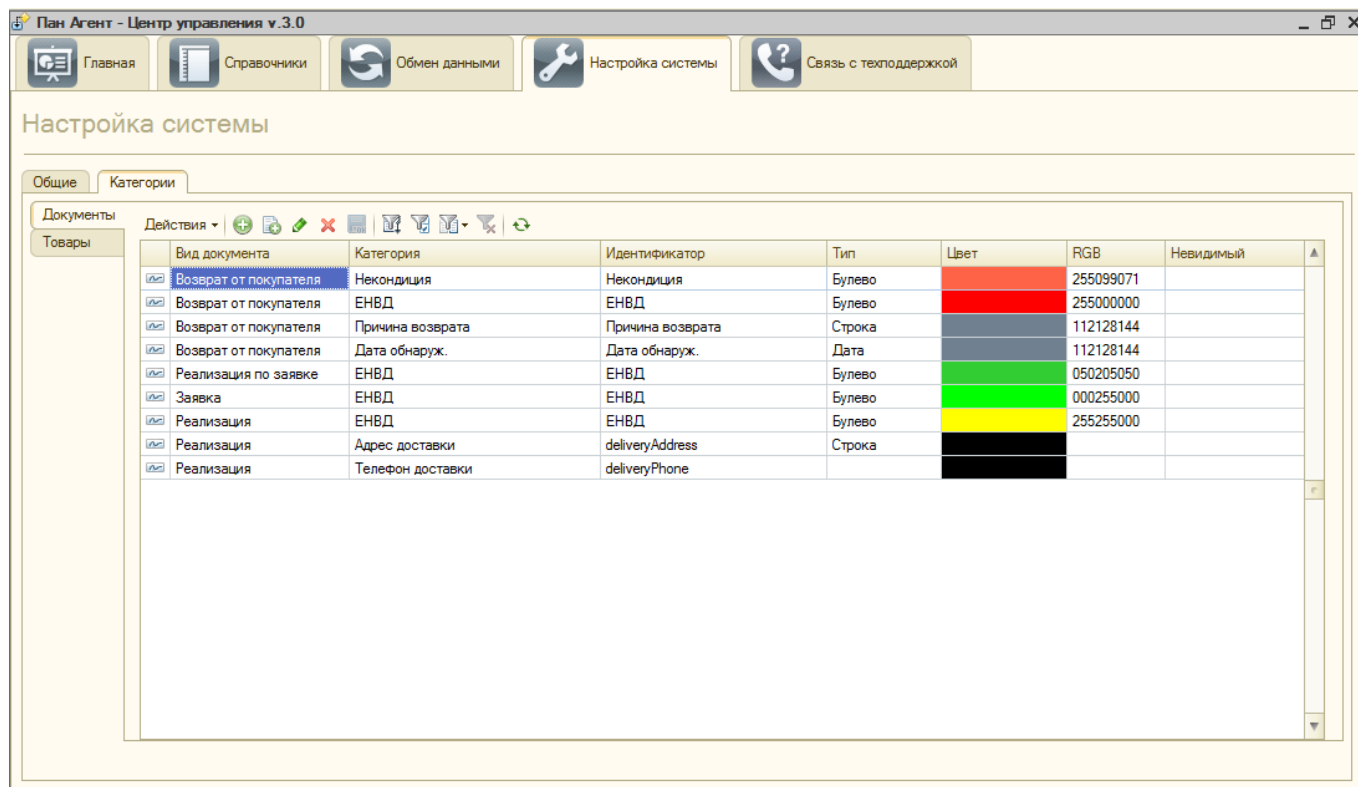 Пан Агент - Центр управления v.3.0
Главная Справочники Обмен данными Настройка системы Связь с техподдержкой
Настройка системы
Общие Категории
Документы
Товары
Действия
Вид документа Категория Идентификатор Тип Цвет RGB Невидимый
Возврат от покупателя Некондиция Некондиция Булево 255099071
Возврат от покупателя ЕНВД ЕНВД Булево 255000000
Возврат от покупателя Причина возврата Причина возврата Строка 112128144
Возврат от покупателя Дата обнаруж. Дата обнаруж. Дата 112128144
Реализация по заявке ЕНВД ЕНВД Булево 050205050
Заявка ЕНВД ЕНВД Булево 000255000
Реализация ЕНВД ЕНВД Булево 255255000
Реализация Адрес доставки deliveryAddress Строка
Реализация Телефон доставки deliveryPhone